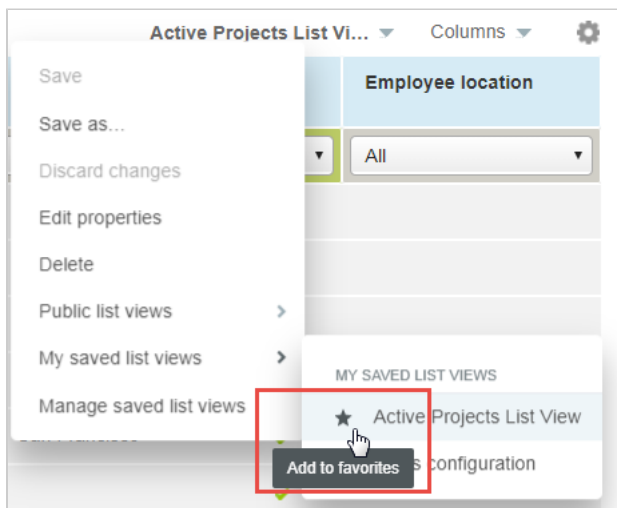 Active Projects List Vi...
Columns
Save
Save as...
Discard changes
Edit properties
Delete
Public list views
My saved list views
Manage saved list views
Employee location
All
MY SAVED LIST VIEWS
Active Projects List View
configuration
Add to favorites